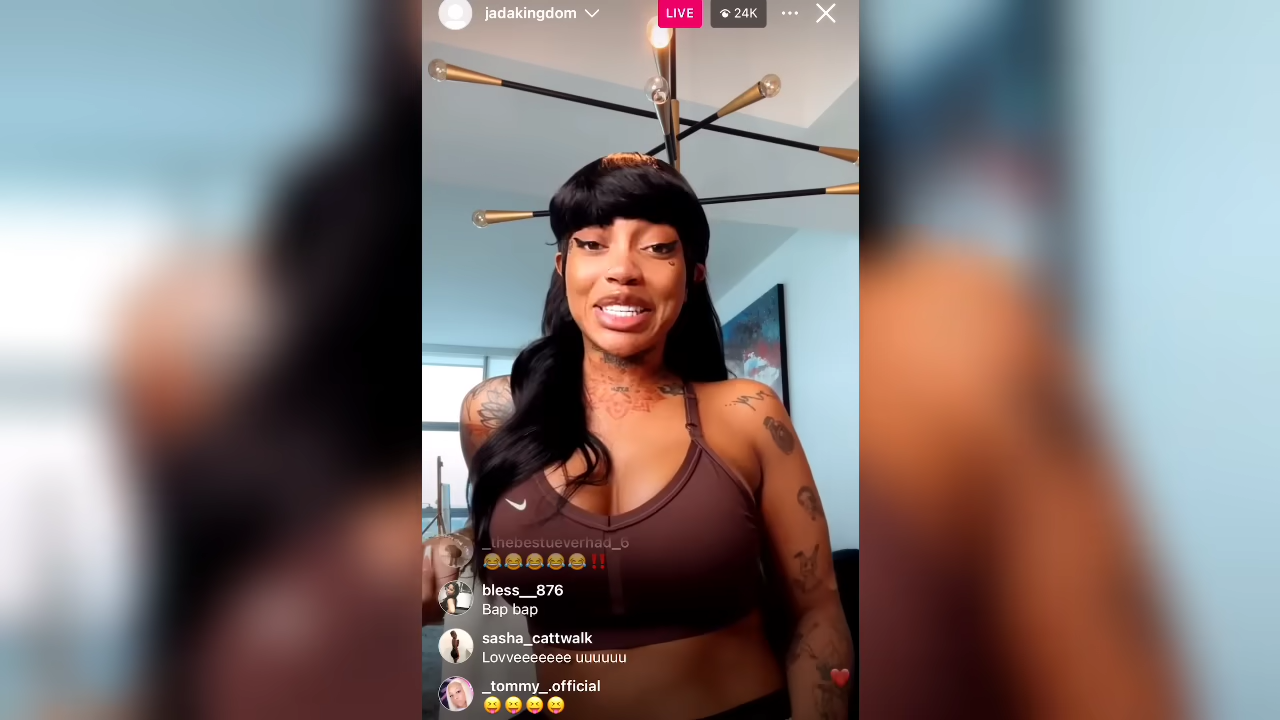 jadakingdom
LIVE
24K
_thebestueverhad_6
😂😂😂😂😂‼️
bless__876
Bap bap
sasha_cattwalk
Lovveeeeeee uuuuuu
_tommy_.official
😝😝😝😝